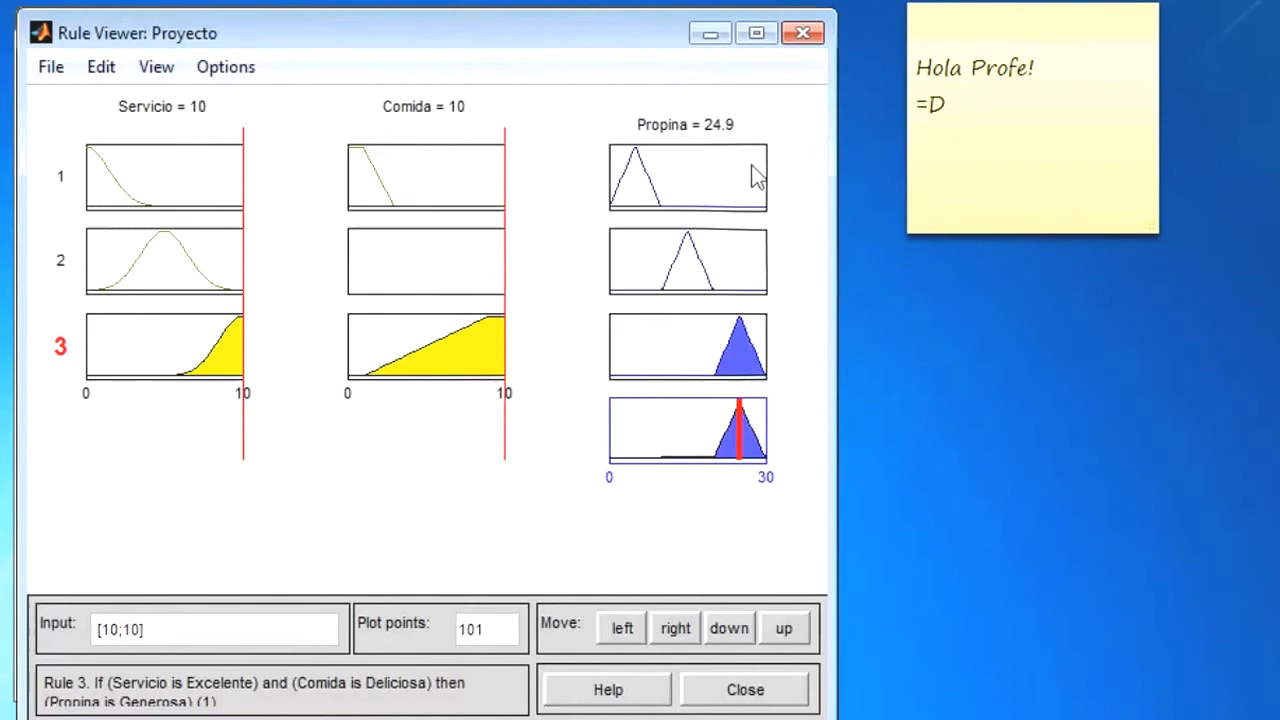 Rule Viewer: Proyecto
File Edit View Options
Servicio = 10
Comida = 10
Propina = 24.9
1
2
3
0 10
0 10
0 30
Input: [10;10]
Plot points: 101
Move: left right down up
Rule 3. If (Servicio is Excelente) and (Comida is Deliciosa) then
(Propina is Generosa) (1)
Help Close
Hola Profe!
=D